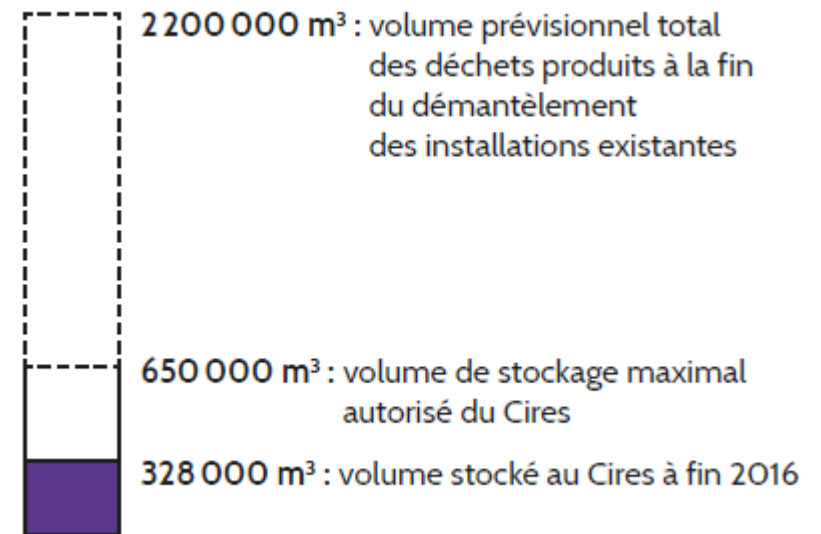 2 200 000 m³ : volume prévisionnel total
des déchets produits à la fin
du démantèlement
des installations existantes
650 000 m³ : volume de stockage maximal
autorisé du Cires
328 000 m³ : volume stocké au Cires à fin 2016